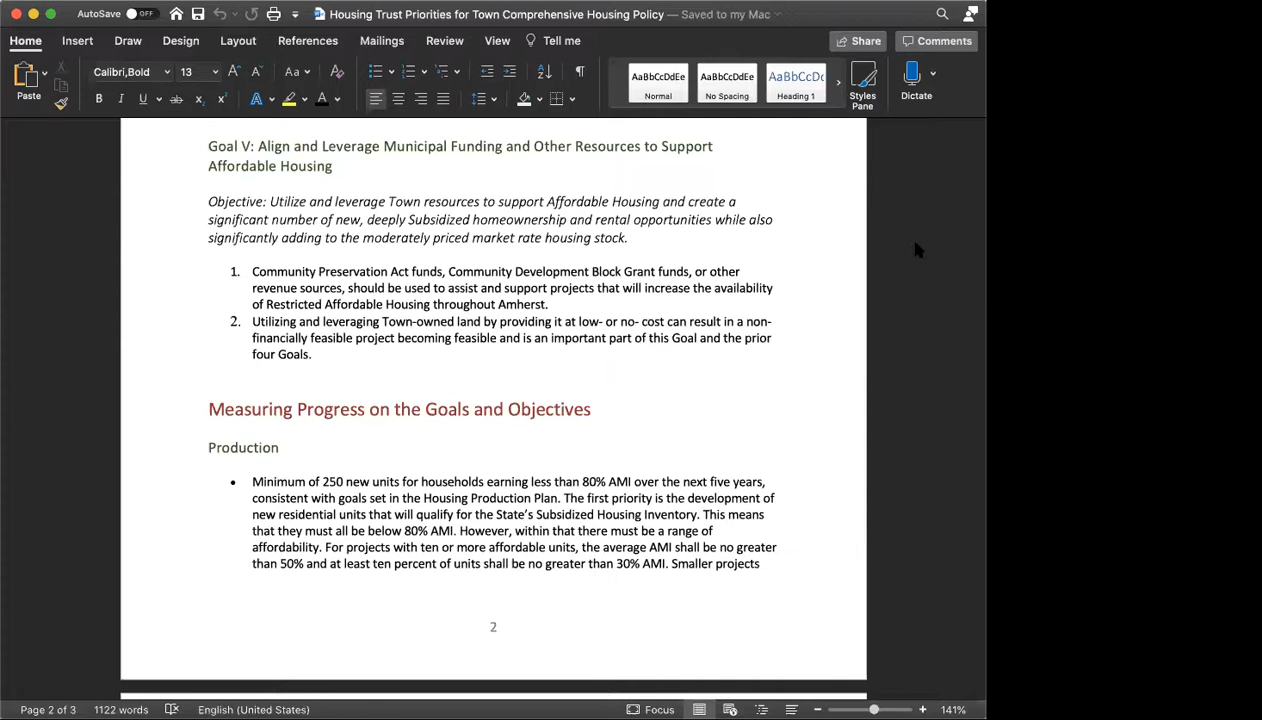 AutoSave OFF Housing Trust Priorities for Town Comprehensive Housing Policy — Saved to my Mac
Home Insert Draw Design Layout References Mailings Review View Tell me Share Comments
Calibri,Bold 13 A A Aa A AaBbCcDdEe AaBbCcDdEe AaBbCcDc
Paste B I U ab x₂ x² A A Normal No Spacing Heading 1 Styles Pane Dictate
Goal V: Align and Leverage Municipal Funding and Other Resources to Support
Affordable Housing
Objective: Utilize and leverage Town resources to support Affordable Housing and create a
significant number of new, deeply Subsidized homeownership and rental opportunities while also
significantly adding to the moderately priced market rate housing stock.
1. Community Preservation Act funds, Community Development Block Grant funds, or other
revenue sources, should be used to assist and support projects that will increase the availability
of Restricted Affordable Housing throughout Amherst.
2. Utilizing and leveraging Town-owned land by providing it at low- or no- cost can result in a non-
financially feasible project becoming feasible and is an important part of this Goal and the prior
four Goals.
Measuring Progress on the Goals and Objectives
Production
• Minimum of 250 new units for households earning less than 80% AMI over the next five years,
consistent with goals set in the Housing Production Plan. The first priority is the development of
new residential units that will qualify for the State's Subsidized Housing Inventory. This means
that they must all be below 80% AMI. However, within that there must be a range of
affordability. For projects with ten or more affordable units, the average AMI shall be no greater
than 50% and at least ten percent of units shall be no greater than 30% AMI. Smaller projects
2
Page 2 of 3 1122 words English (United States) Focus 141%